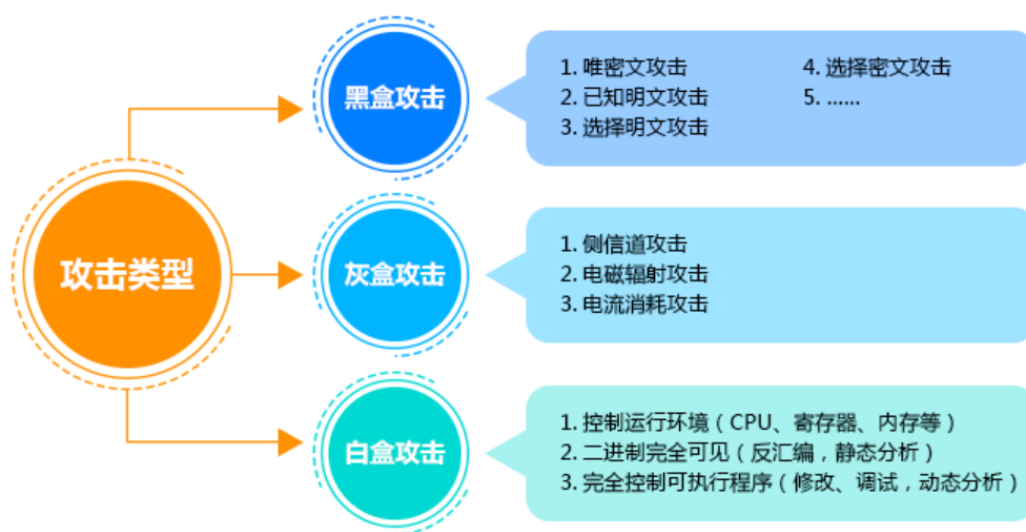 攻击类型
黑盒攻击
1. 唯密文攻击
2. 已知明文攻击
3. 选择明文攻击
4. 选择密文攻击
5. ......
灰盒攻击
1. 侧信道攻击
2. 电磁辐射攻击
3. 电流消耗攻击
白盒攻击
1. 控制运行环境（CPU、寄存器、内存等）
2. 二进制完全可见（反汇编，静态分析）
3. 完全控制可执行程序（修改、调试，动态分析）